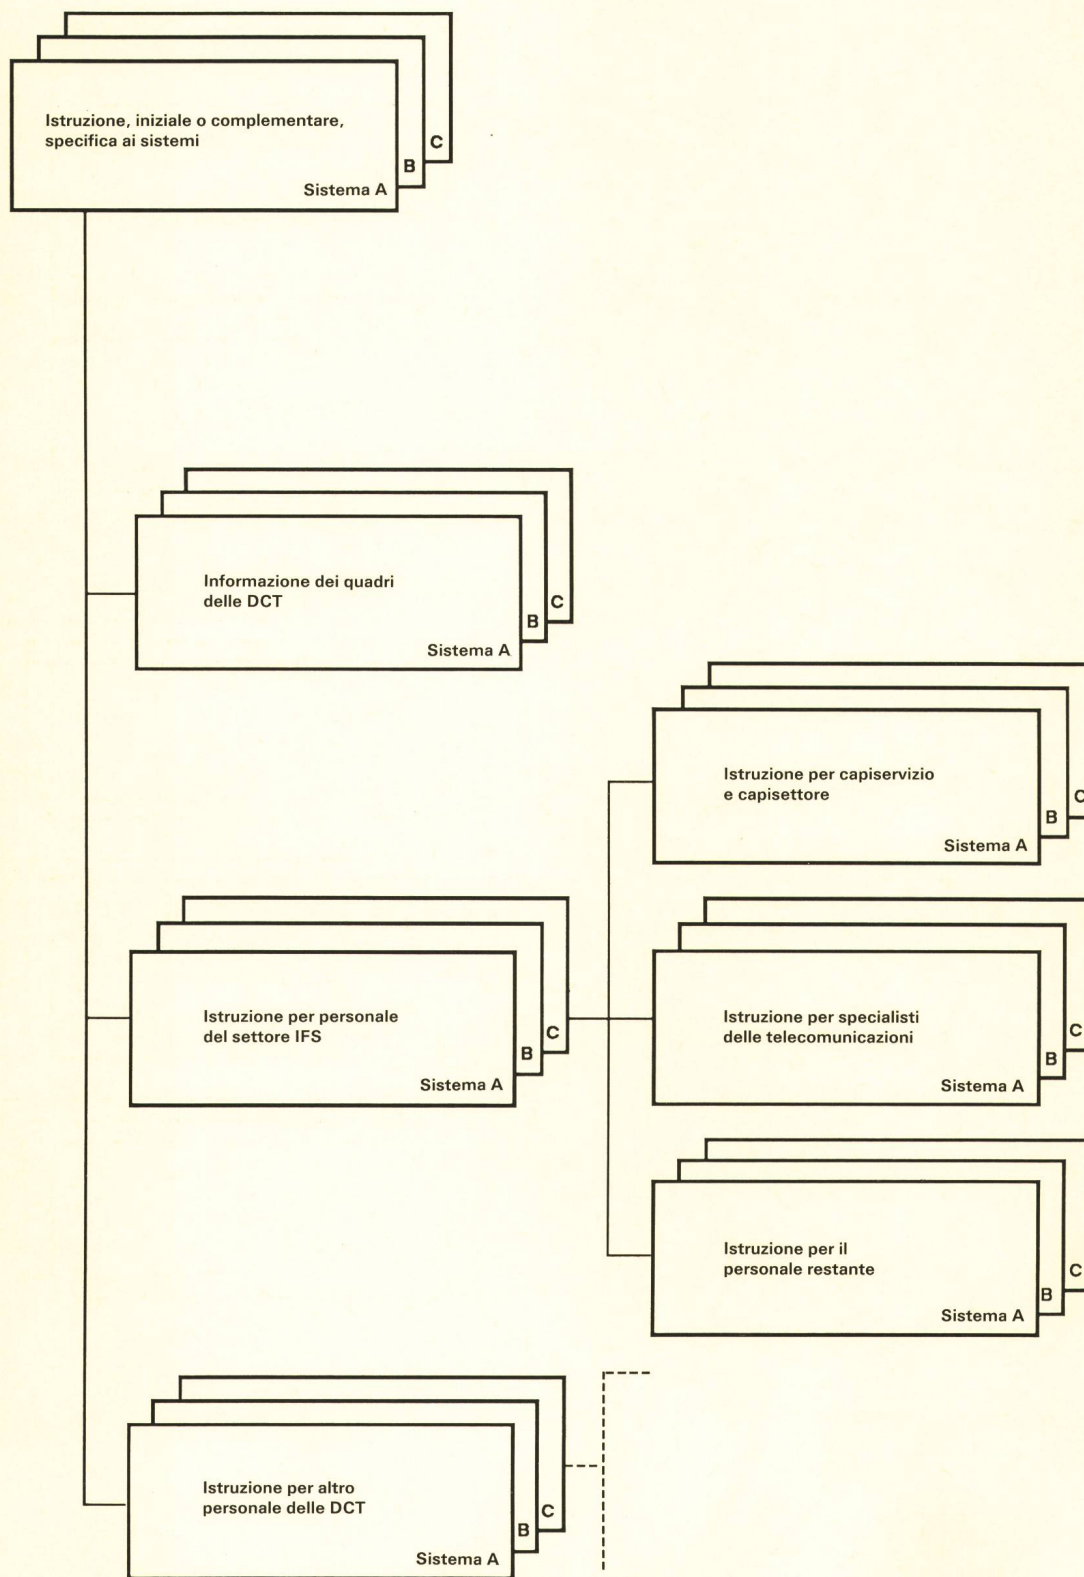 Istruzione, iniziale o complementare,
specifica ai sistemi
Sistema A
B
C
Informazione dei quadri
delle DCT
Sistema A
B
C
Istruzione per capiservizio
e capisettore
Sistema A
B
C
Istruzione per personale
del settore IFS
Sistema A
B
C
Istruzione per specialisti
delle telecomunicazioni
Sistema A
B
C
Istruzione per il
personale restante
Sistema A
B
C
Istruzione per altro
personale delle DCT
Sistema A
B
C